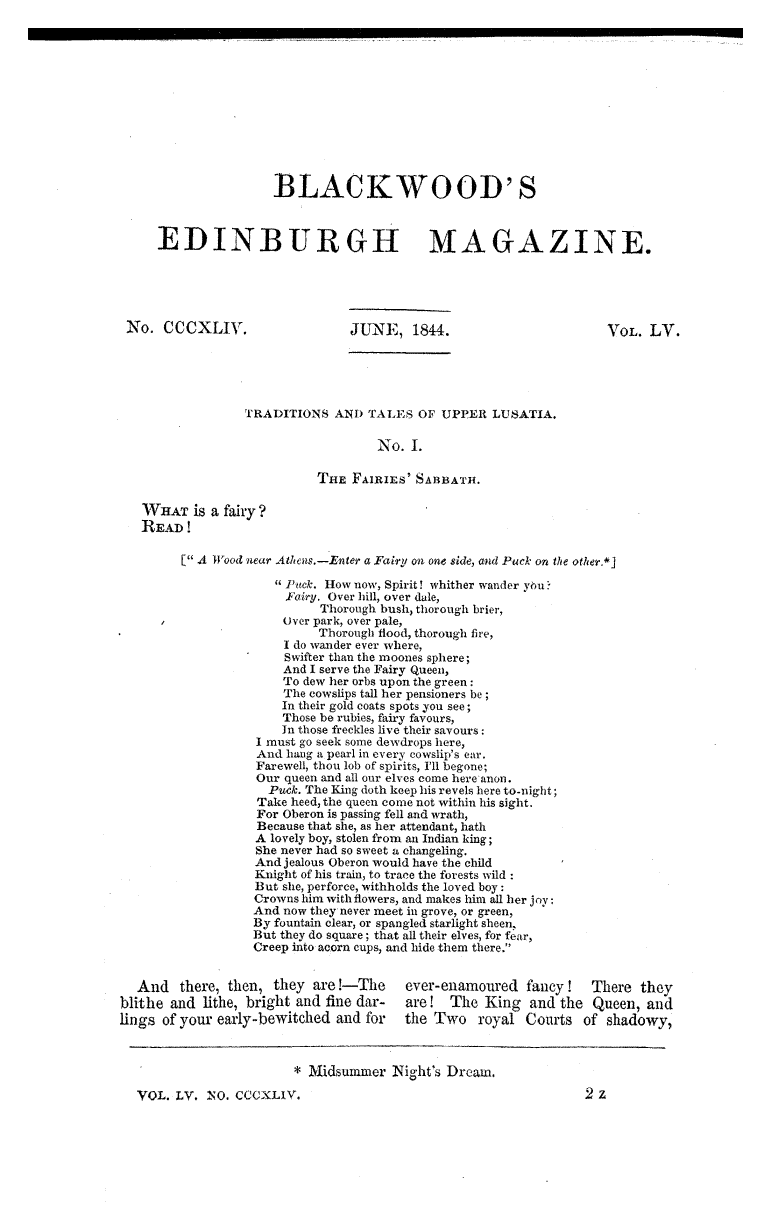 BLACKWOOD'S
EDINBURGH MAGAZINE.
No. CCCXLIV. JUNE, 1844. VOL. LV.
TRADITIONS AND TALES OF UPPER LUSATIA.
No. I.
THE FAIRIES' SABBATH.
WHAT is a fairy?
READ!
[" A Wood near Athens.—Enter a Fairy on one side, and Puck on the other.*]
" Puck. How now, Spirit! whither wander you?
Fairy. Over hill, over dale,
Thorough bush, thorough brier,
Over park, over pale,
Thorough flood, thorough fire,
I do wander ever where,
Swifter than the moones sphere;
And I serve the Fairy Queen,
To dew her orbs upon the green:
The cowslips tall her pensioners be;
In their gold coats spots you see;
Those be rubies, fairy favours,
In those freckles live their savours:
I must go seek some dewdrops here,
And hang a pearl in every cowslip's ear.
Farewell, thou lob of spirits, I'll begone;
Our queen and all our elves come here anon.
Puck. The King doth keep his revels here to-night;
Take heed, the queen come not within his sight.
For Oberon is passing fell and wrath,
Because that she, as her attendant, hath
A lovely boy, stolen from an Indian king;
She never had so sweet a changeling.
And jealous Oberon would have the child
Knight of his train, to trace the forests wild:
But she, perforce, withholds the loved boy:
Crowns him with flowers, and makes him all her joy:
And now they never meet in grove, or green,
By fountain clear, or spangled starlight sheen,
But they do square; that all their elves, for fear,
Creep into acorn cups, and hide them there."
And there, then, they are!—The
blithe and lithe, bright and fine dar-
lings of your early-bewitched and for
ever-enamoured fancy! There they
are! The King and the Queen, and
the Two royal Courts of shadowy,
* Midsummer Night's Dream.
VOL. LV. NO. CCCXLIV. 2 Z